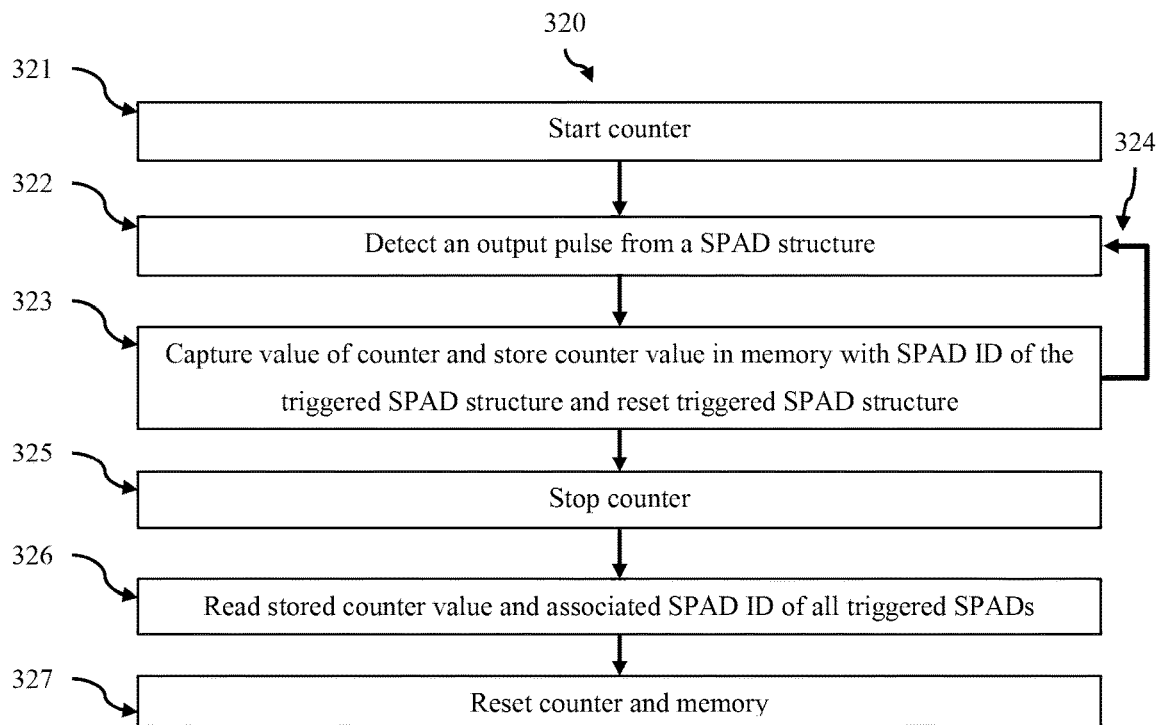 320
321
Start counter
324
322
Detect an output pulse from a SPAD structure
323
Capture value of counter and store counter value in memory with SPAD ID of the
triggered SPAD structure and reset triggered SPAD structure
325
Stop counter
326
Read stored counter value and associated SPAD ID of all triggered SPADs
327
Reset counter and memory